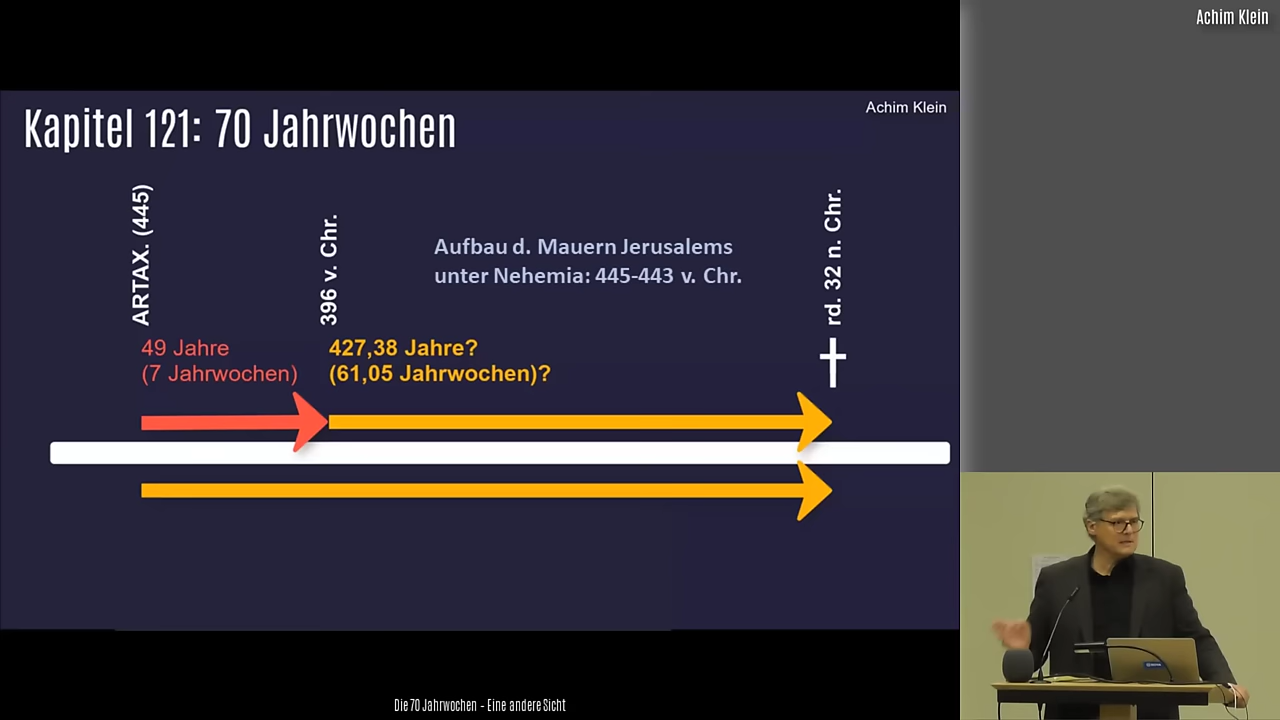 Achim Klein
Kapitel 121: 70 Jahrwochen
Achim Klein
ARTAX. (445)
396 v. Chr.
Aufbau d. Mauern Jerusalems
unter Nehemia: 445-443 v. Chr.
rd. 32 n. Chr.
49 Jahre
(7 Jahrwochen)
427,38 Jahre?
(61,05 Jahrwochen)?
Die 70 Jahrwochen - Eine andere Sicht